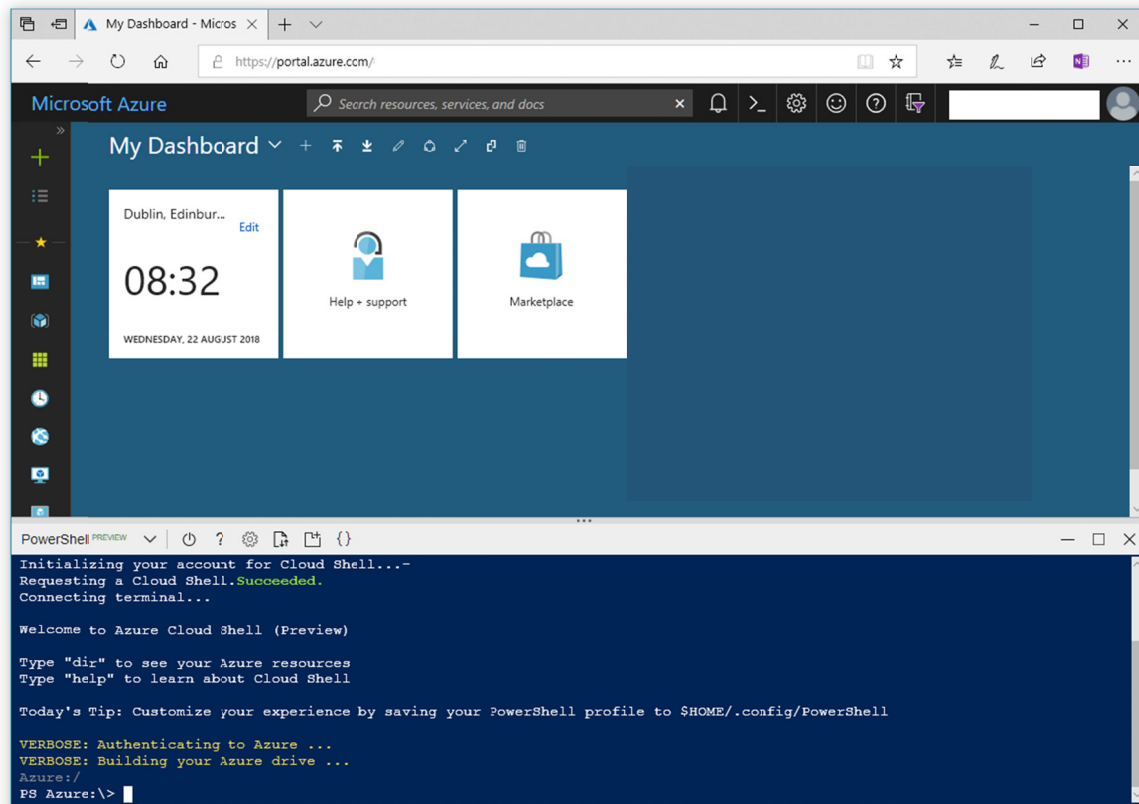 My Dashboard - Micros
https://portal.azure.ccm/
Microsoft Azure
Secrch resources, services, and docs
My Dashboard
Dublin, Edinbur...
Edit
08:32
WEDNESDAY, 22 AUGJST 2018
Help + support
Marketplace
PowerShell PREVIEW
Initializing your account for Cloud Shell...-
Requesting a Cloud Shell.Succeeded.
Connecting terminal...
Welcome to Azure Cloud Shell (Preview)
Type "dir" to see your Azure resources
Type "help" to learn about Cloud Shell
Today's Tip: Customize your experience by saving your PowerShell profile to $HOME/.config/PowerShell
VERBOSE: Authenticating to Azure ...
VERBOSE: Building your Azure drive ...
Azure:/
PS Azure:\>